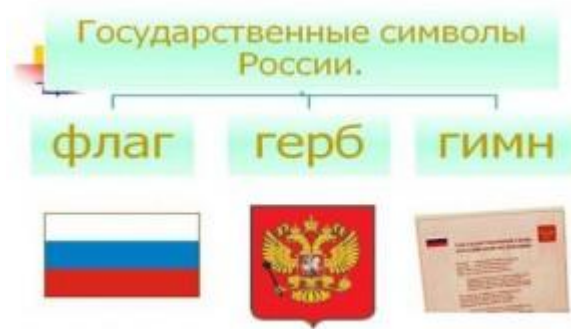 Государственные символы
России.
флаг герб гимн